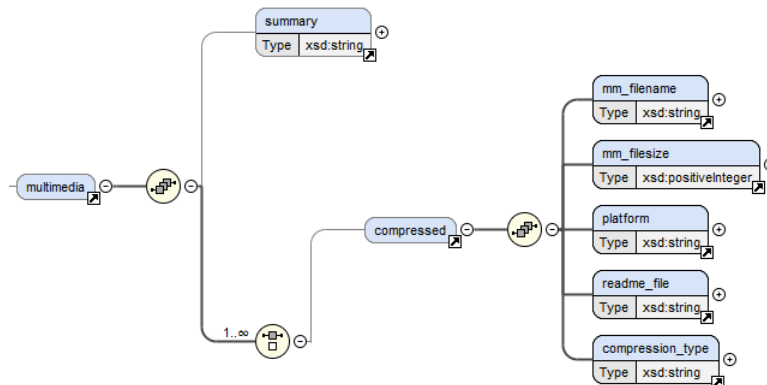 summary
Type xsd:string
mm_filename
Type xsd:string
mm_filesize
Type xsd:positiveInteger
multimedia
platform
Type xsd:string
compressed
readme_file
Type xsd:string
1..∞
compression_type
Type xsd:string